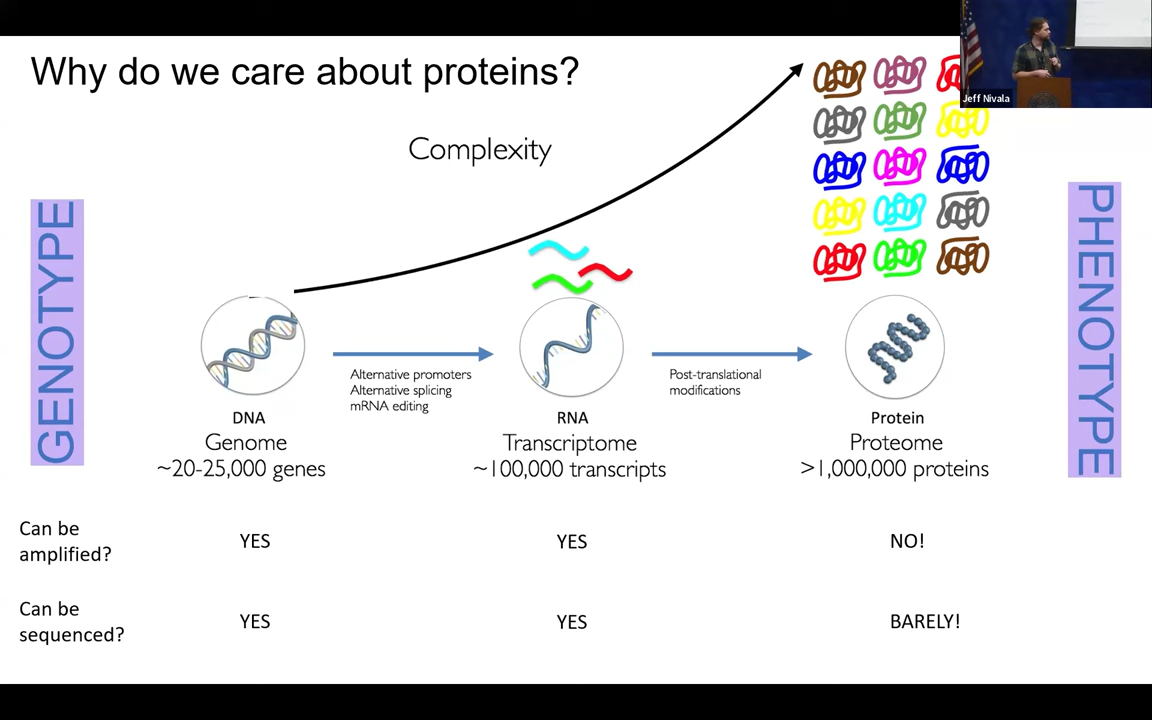 Why do we care about proteins?
Jeff Nivala
Complexity
GENOTYPE
PHENOTYPE
Alternative promoters
Alternative splicing
mRNA editing
Post-translational
modifications
DNA
RNA
Protein
Genome
Transcriptome
Proteome
~20-25,000 genes
~100,000 transcripts
>1,000,000 proteins
Can be
amplified?
YES
YES
NO!
Can be
sequenced?
YES
YES
BARELY!